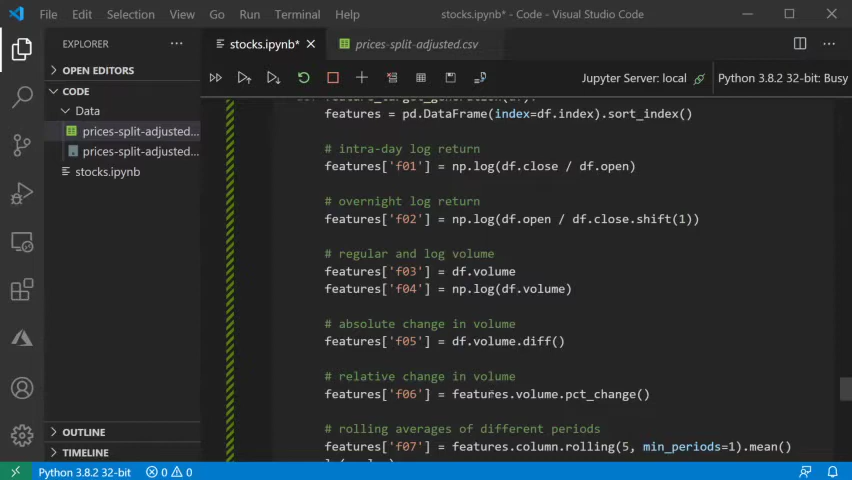 File Edit Selection View Go Run Terminal Help stocks.ipynb* - Code - Visual Studio Code
EXPLORER
OPEN EDITORS
CODE
Data
prices-split-adjusted...
prices-split-adjusted...
stocks.ipynb
OUTLINE
TIMELINE
stocks.ipynb* prices-split-adjusted.csv
Jupyter Server: local Python 3.8.2 32-bit: Busy
features = pd.DataFrame(index=df.index).sort_index()
# intra-day log return
features['f01'] = np.log(df.close / df.open)
# overnight log return
features['f02'] = np.log(df.open / df.close.shift(1))
# regular and log volume
features['f03'] = df.volume
features['f04'] = np.log(df.volume)
# absolute change in volume
features['f05'] = df.volume.diff()
# relative change in volume
features['f06'] = features.volume.pct_change()
# rolling averages of different periods
features['f07'] = features.column.rolling(5, min_periods=1).mean()
Python 3.8.2 32-bit 0 0